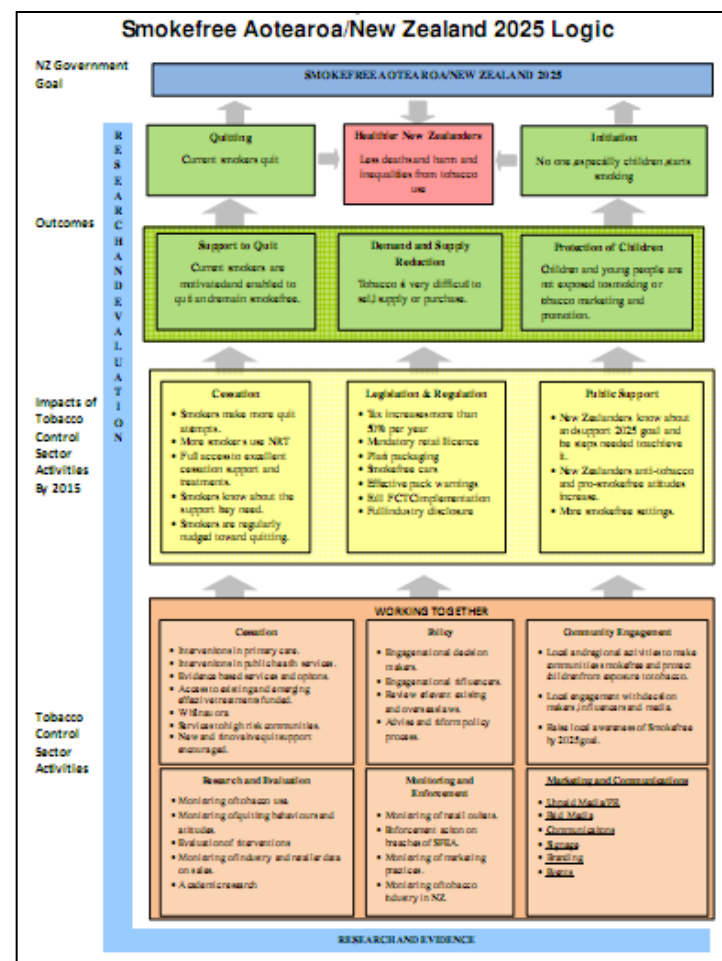 Smokefree Aotearoa/New Zealand 2025 Logic
NZ Government
Goal
SMOKEFREE AOTEAROA/NEW ZEALAND 2025
RESEARCH AND EVALUATION
Quitting
Current smokers quit
Healthier New Zealanders
Less deaths and harm and
inequalities from tobacco
use
Initiation
No one, especially children, starts
smoking
Outcomes
Support to Quit
Current smokers are
motivated and enabled to
quit and remain smokefree.
Demand and Supply
Reduction
Tobacco is very difficult to
sell, supply or purchase.
Protection of Children
Children and young people are
not exposed to smoking or
tobacco marketing and
promotion.
Impacts of
Tobacco
Control
Sector
Activities
By 2015
Cessation
• Smokers make more quit
attempts.
• More smokers use NRT
• Full access to excellent
cessation support and
treatments.
• Smokers know about the
support they need.
• Smokers are regularly
nudged toward quitting.
Legislation & Regulation
• Tax increases more than
50% per year
• Mandatory retail licence
• Plain packaging
• Smokefree cars
• Effective pack warnings
• Full FCTC implementation
• Full industry disclosure
Public Support
• New Zealanders know about
and support 2025 goal and
the steps needed to achieve
it.
• New Zealanders anti-tobacco
and pro-smokefree attitudes
increase.
• More smokefree settings.
Tobacco
Control
Sector
Activities
WORKING TOGETHER
Cessation
• Interventions in primary care.
• Interventions in public health services.
• Evidence based services and options.
• Access to existing and emerging
effective treatments funded.
• Whānau ora
• Services to high risk communities.
• New and innovative quit support
encouraged.
Policy
• Engage national decision
makers.
• Engage national influencers.
• Review relevant existing
and overseas laws.
• Advise and inform policy
process.
Community Engagement
• Local and regional activities to make
communities smokefree and protect
children from exposure to tobacco.
• Local engagement with decision
makers, influencers and media.
• Raise local awareness of Smokefree
by 2025 goal.
Research and Evaluation
• Monitoring of tobacco use.
• Monitoring of quitting behaviours and
attitudes.
• Evaluation of interventions
• Monitoring of industry and retailer data
on sales.
• Academic research
Monitoring and
Enforcement
• Monitoring of retail outlets.
• Enforcement action on
breaches of SFEA.
• Monitoring of marketing
practices.
• Monitoring of tobacco
industry in NZ
Marketing and Communications
• Unpaid Media/PR
• Paid Media
• Communications
• Signage
• Branding
• Events
RESEARCH AND EVIDENCE